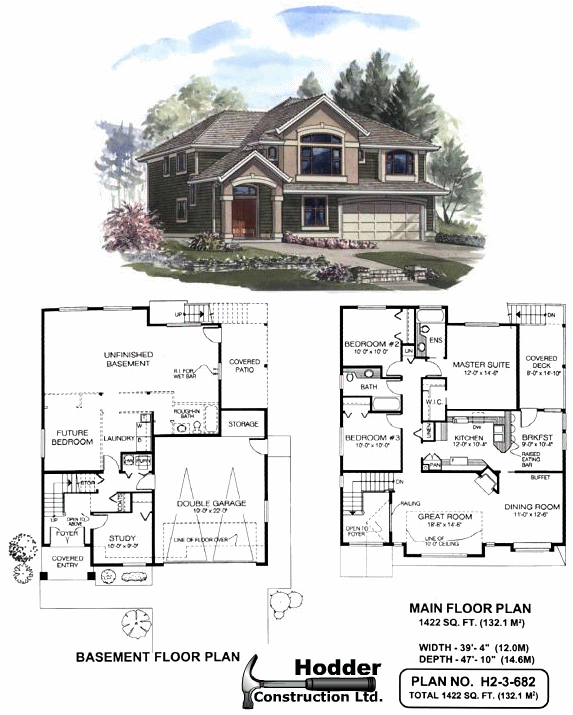 UP
UNFINISHED
BASEMENT
R.I. FOR
WET BAR
COVERED
PATIO
ROUGH-IN
BATH
STORAGE
FUTURE
BEDROOM
LAUNDRY
W
D
STOR
UP
OPEN TO
ABOVE
FOYER
COVERED
ENTRY
STUDY
10'-0" x 9'-0"
DOUBLE GARAGE
19'-0" x 22'-0"
LINE OF FLOOR OVER
BASEMENT FLOOR PLAN
BEDROOM #2
10'-0" x 10'-0"
LIN
ENS
MASTER SUITE
12'-0" x 14'-6"
DN
COVERED
DECK
8'-0" x 14'-10"
BATH
W.I.C.
BEDROOM #3
10'-0" x 10'-0"
LINEN
DW
KITCHEN
12'-0" x 10'-4"
BRKFST
9'-0" x 10'-4"
RAISED
EATING
BAR
PAN
BUFFET
DN
RAILING
OPEN TO
FOYER
GREAT ROOM
18'-8" x 14'-6"
LINE OF
10'-0" CEILING
DINING ROOM
11'-0" x 12'-6"
MAIN FLOOR PLAN
1422 SQ. FT. (132.1 M²)
WIDTH - 39'- 4" (12.0M)
DEPTH - 47'- 10" (14.6M)
PLAN NO. H2-3-682
TOTAL 1422 SQ. FT. (132.1 M²)
Hodder
Construction Ltd.